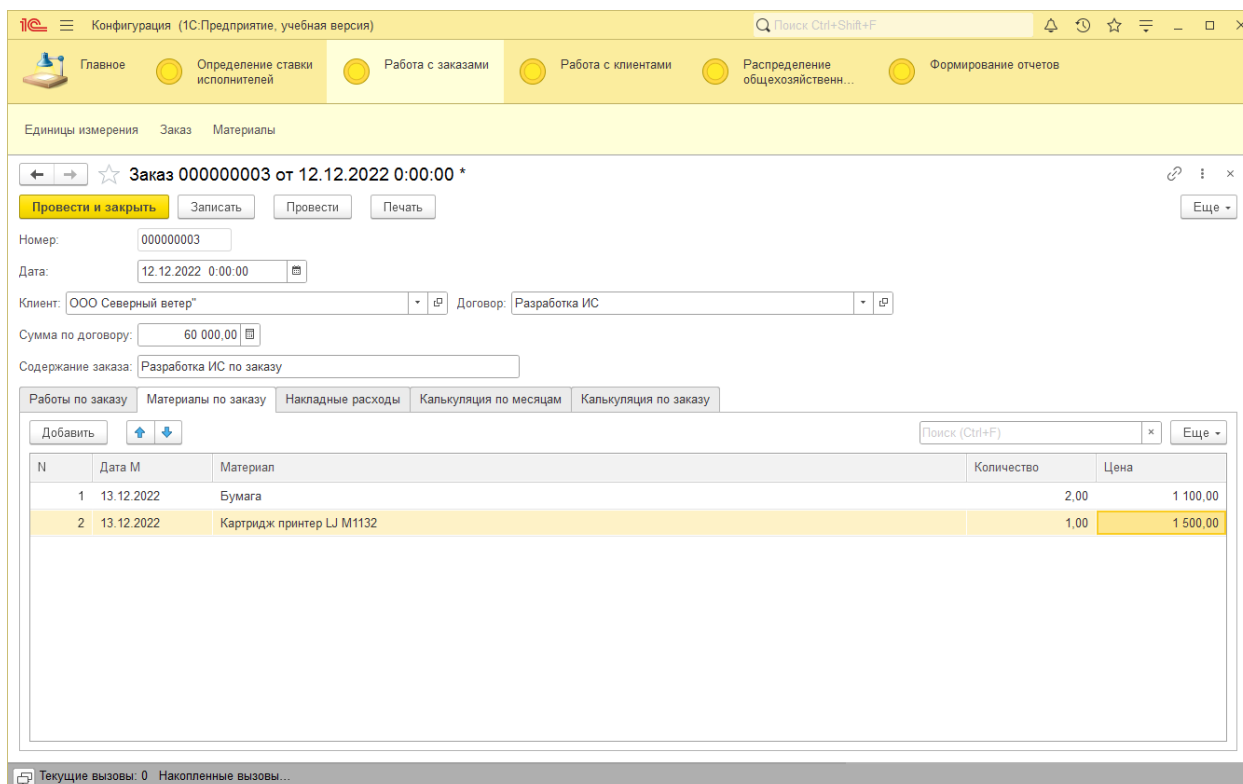 1С Конфигурация (1С:Предприятие, учебная версия) Поиск Ctrl+Shift+F
Главное Определение ставки исполнителей Работа с заказами Работа с клиентами Распределение общехозяйственн... Формирование отчетов
Единицы измерения Заказ Материалы
Заказ 000000003 от 12.12.2022 0:00:00 *
Провести и закрыть Записать Провести Печать Еще
Номер: 000000003
Дата: 12.12.2022 0:00:00
Клиент: ООО Северный ветер" Договор: Разработка ИС
Сумма по договору: 60 000,00
Содержание заказа: Разработка ИС по заказу
Работы по заказу Материалы по заказу Накладные расходы Калькуляция по месяцам Калькуляция по заказу
Добавить Поиск (Ctrl+F) × Еще
N Дата М Материал Количество Цена
1 13.12.2022 Бумага 2,00 1 100,00
2 13.12.2022 Картридж принтер LJ M1132 1,00 1 500,00
Текущие вызовы: 0 Накопленные вызовы...